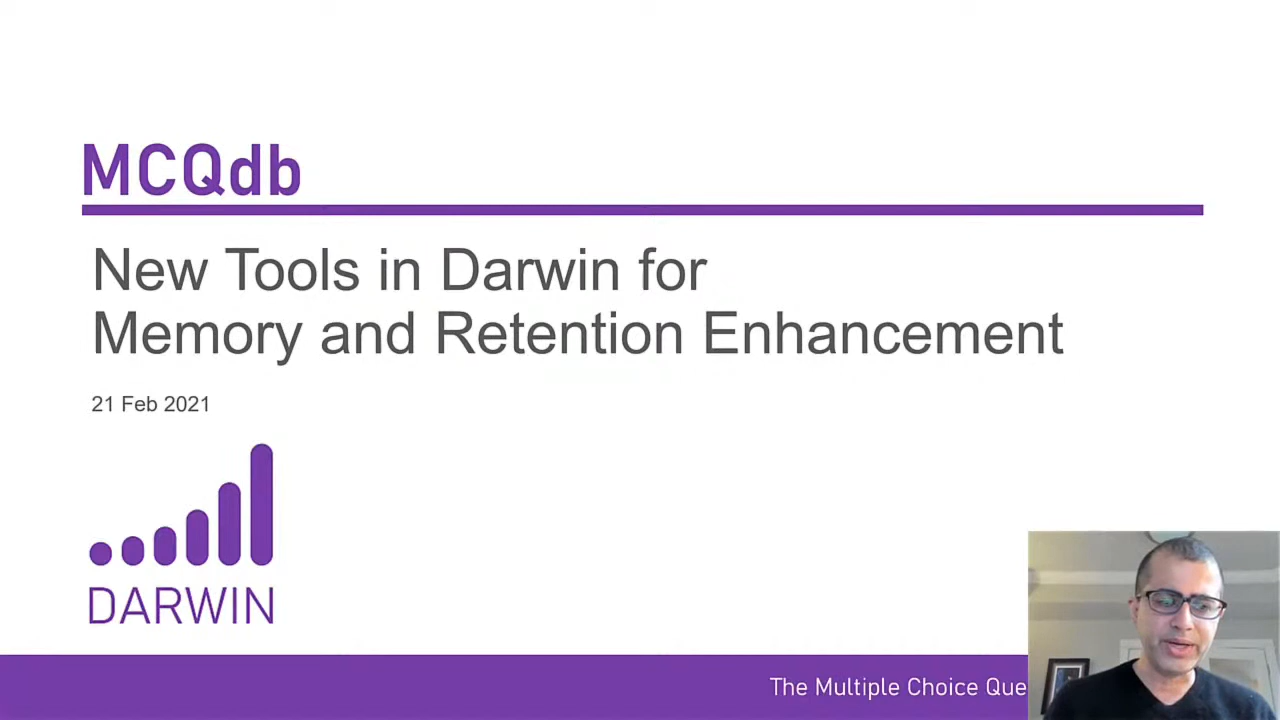 MCQdb
New Tools in Darwin for
Memory and Retention Enhancement
21 Feb 2021
DARWIN
The Multiple Choice Que